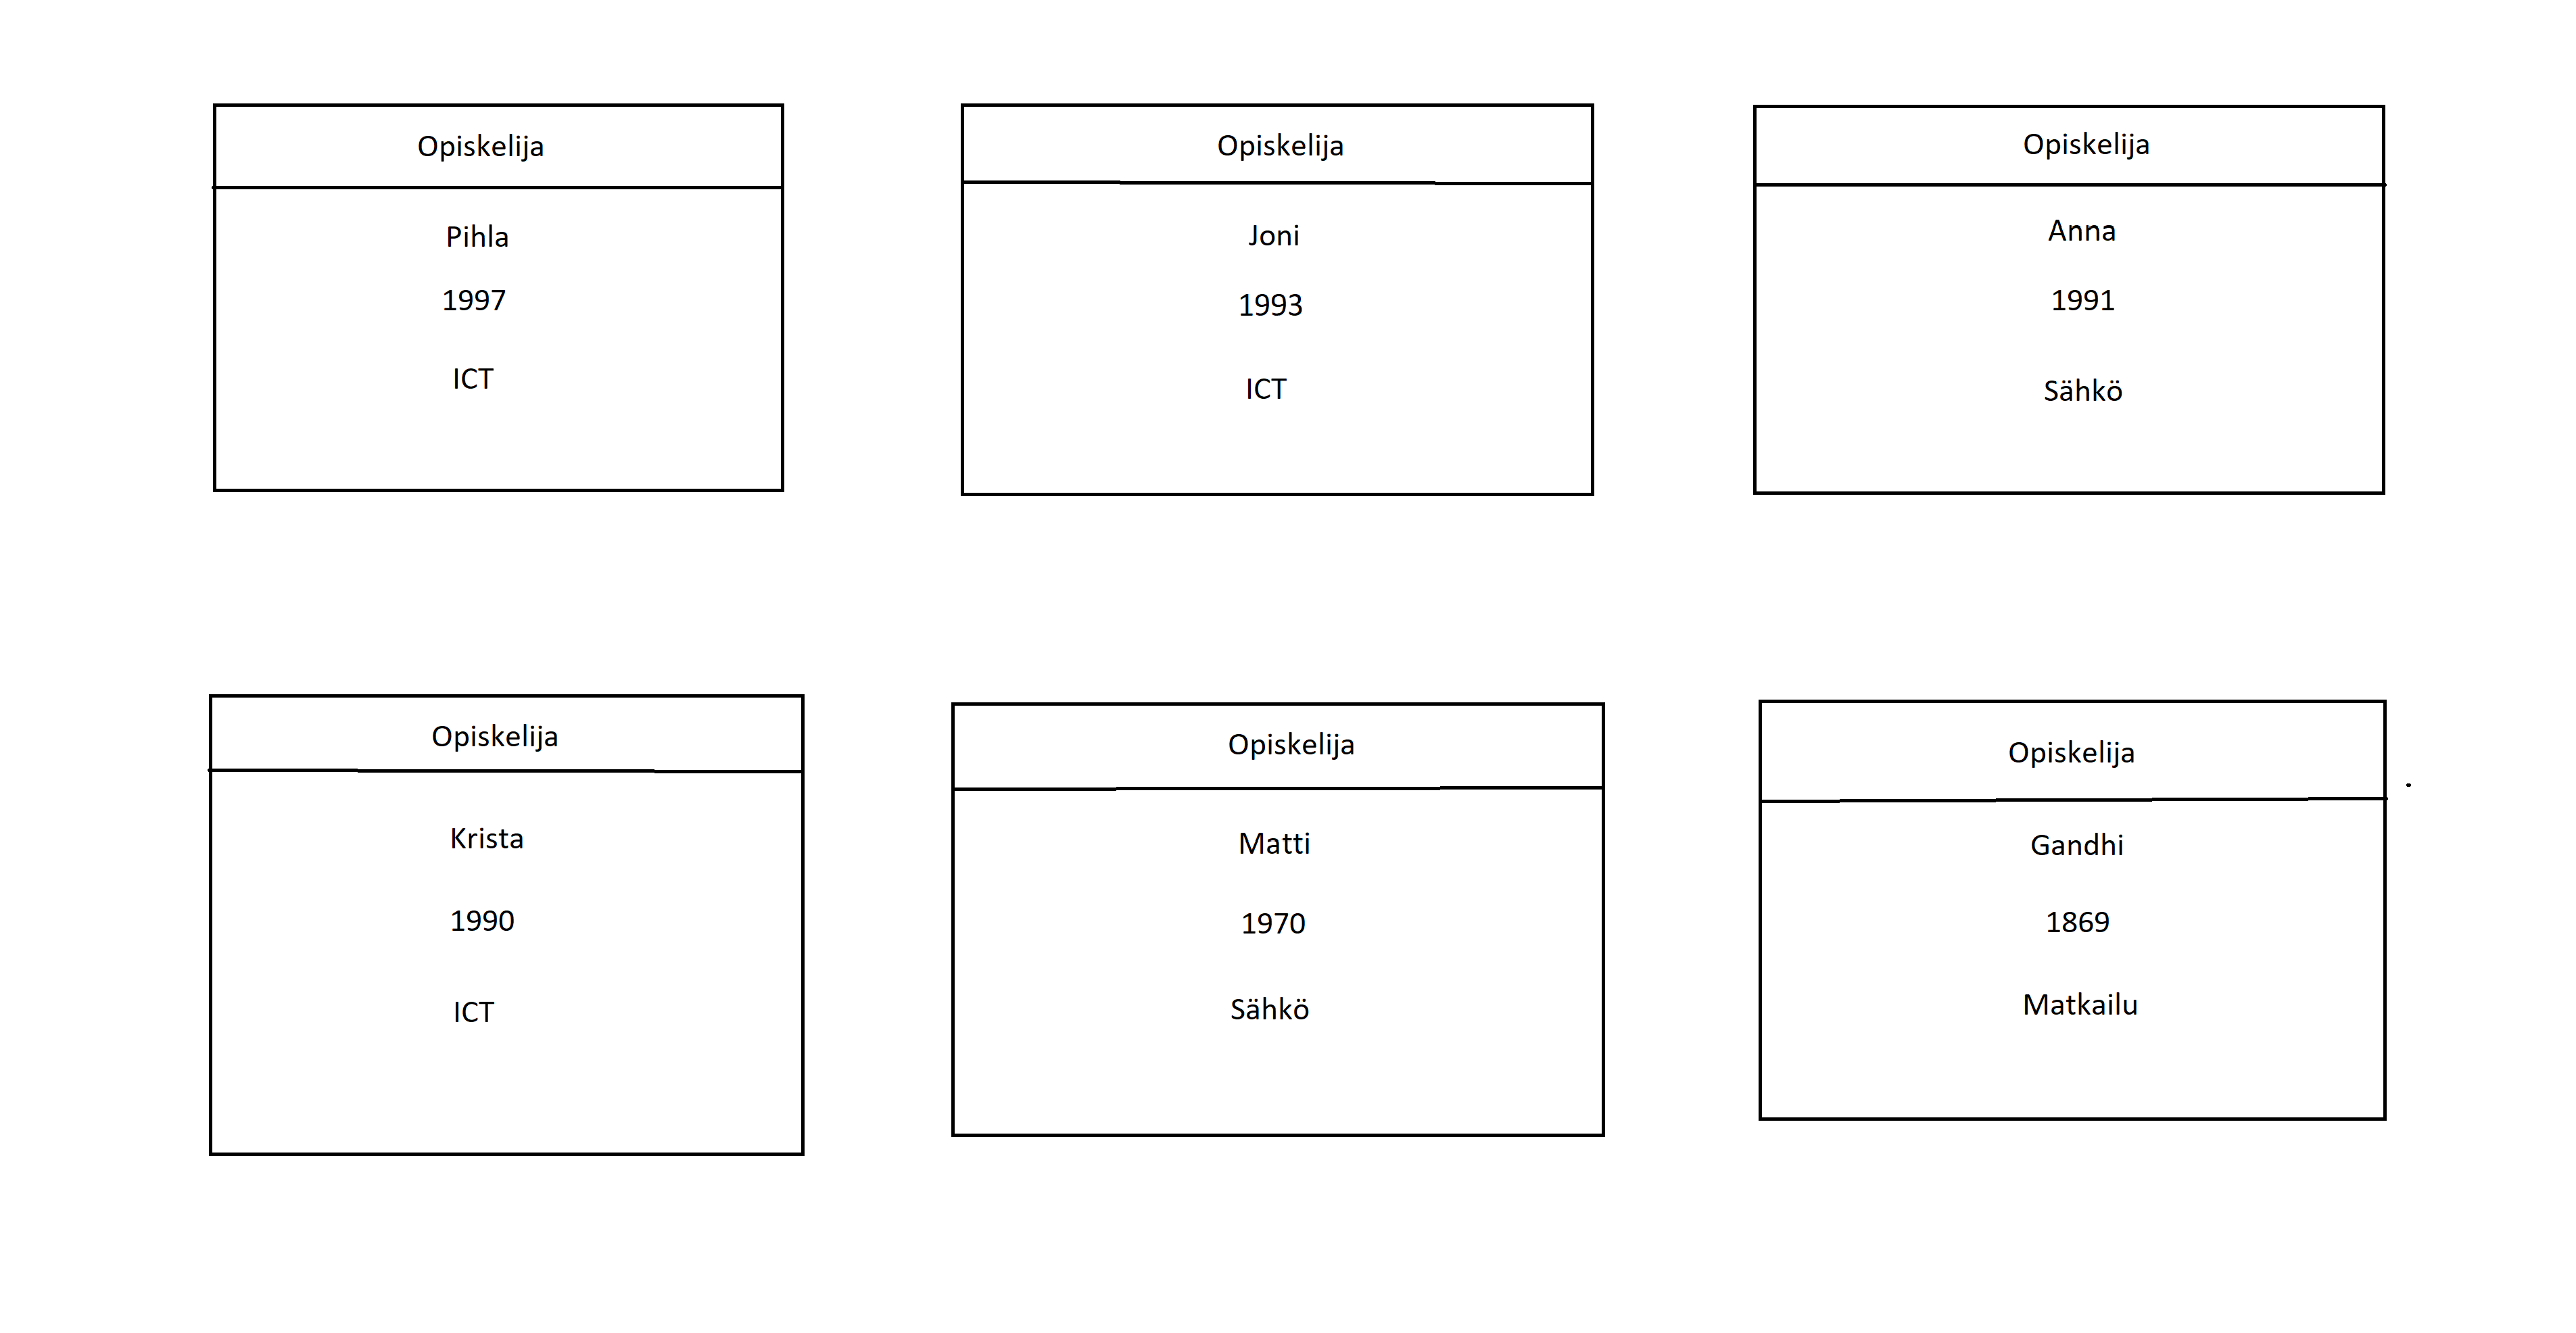 Opiskelija
Pihla
1997
ICT
Opiskelija
Joni
1993
ICT
Opiskelija
Anna
1991
Sähkö
Opiskelija
Krista
1990
ICT
Opiskelija
Matti
1970
Sähkö
Opiskelija
Gandhi
1869
Matkailu